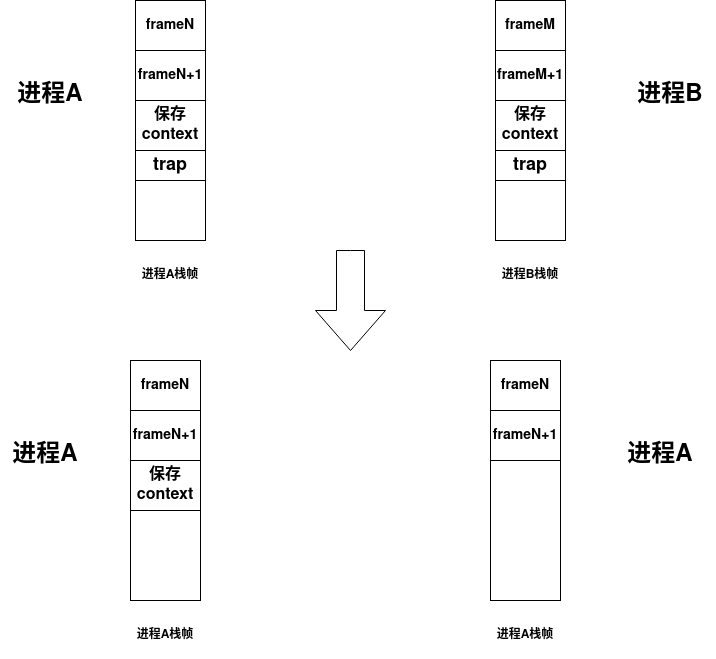 frameN
frameM
进程A
frameN+1
frameM+1
进程B
保存
context
保存
context
trap
trap
进程A栈帧
进程B栈帧
frameN
frameN
进程A
frameN+1
frameN+1
进程A
保存
context
进程A栈帧
进程A栈帧